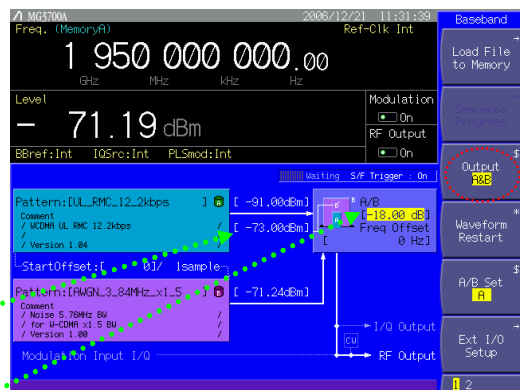 MG3700A 2006/12/21 11:31:39
Freq. (MemoryA) Ref-Clk Int
1 950 000 000.00
GHz MHz kHz Hz
Level
- 71.19 dBm
Modulation
On
RF Output
On
BBref:Int IQSrc:Int PLSmod:Int
Waiting S/F Trigger : On
Pattern:[UL_RMC_12_2kbps ] A [ -91.00dBm]
Comment
/ WCDMA UL RMC 12.2kbps /
/ /
/ Version 1.04 /
[ -73.00dBm]
B A
A/B
[-18.00 dB]
Freq Offset
[ 0 Hz]
StartOffset:[ 0]/ 1sample
Pattern:[AWGN_3_84MHz_x1_5 ] B [ -71.24dBm]
Comment
/ Noise 5.76MHz BW /
/ for W-CDMA x1.5 BW /
/ Version 1.00 /
Modulation Input I/Q
I/Q Output
CW
RF Output
Baseband
Load File
to Memory
Sequence
Progress
$
Output
A&B
*
Waveform
Restart
$
A/B Set
A
Ext I/O
Setup
1 2